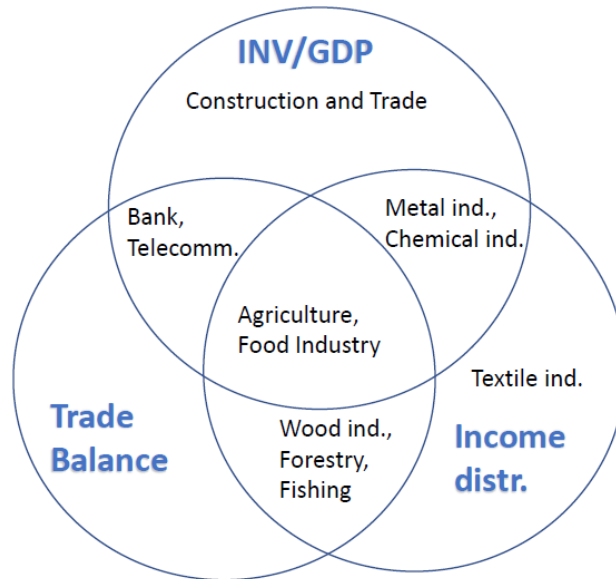 INV/GDP
Construction and Trade
Bank,
Telecomm.
Metal ind.,
Chemical ind.
Agriculture,
Food Industry
Textile ind.
Trade
Balance
Wood ind.,
Forestry,
Fishing
Income
distr.